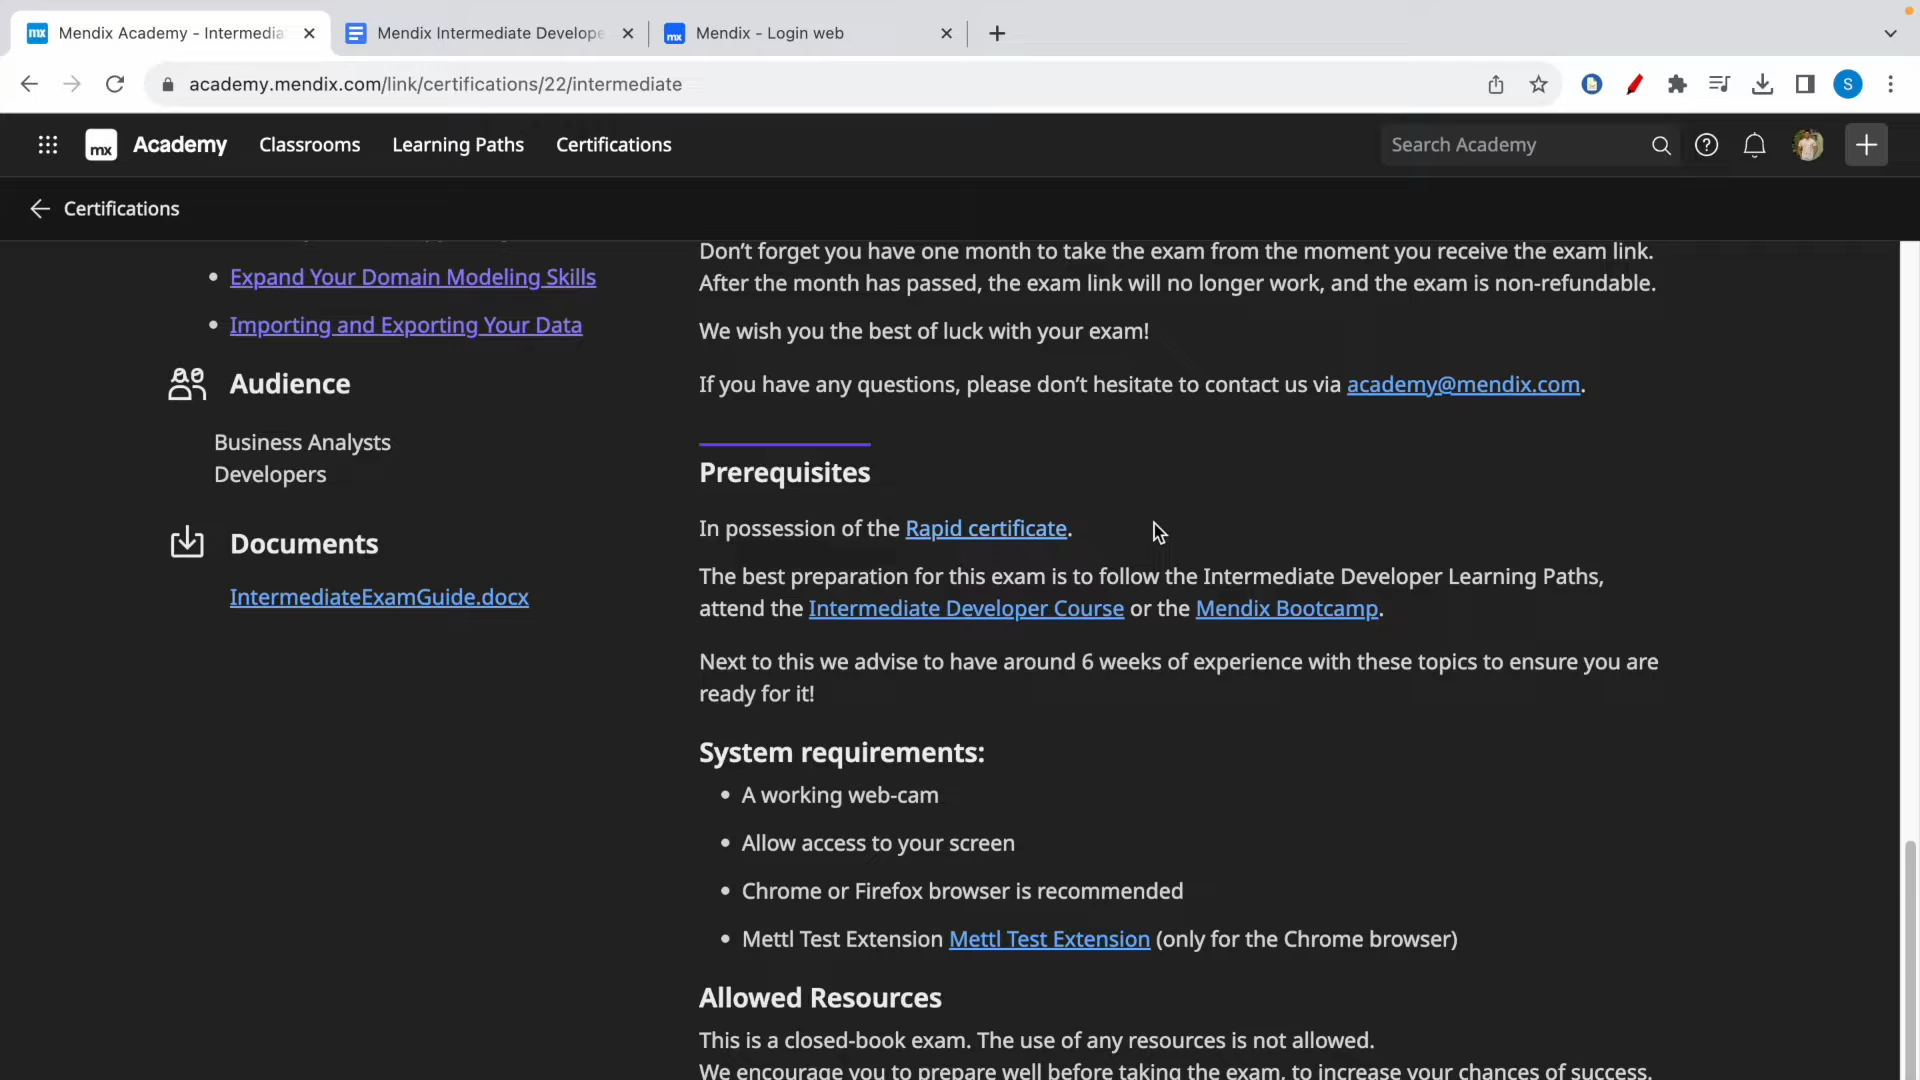 mx Mendix Academy - Intermedia
Mendix Intermediate Develope
mx Mendix - Login web
academy.mendix.com/link/certifications/22/intermediate
S
mx Academy Classrooms Learning Paths Certifications
Search Academy
Certifications
Expand Your Domain Modeling Skills
Importing and Exporting Your Data
Audience
Business Analysts
Developers
Documents
IntermediateExamGuide.docx
Don’t forget you have one month to take the exam from the moment you receive the exam link.
After the month has passed, the exam link will no longer work, and the exam is non-refundable.
We wish you the best of luck with your exam!
If you have any questions, please don’t hesitate to contact us via academy@mendix.com.
Prerequisites
In possession of the Rapid certificate.
The best preparation for this exam is to follow the Intermediate Developer Learning Paths,
attend the Intermediate Developer Course or the Mendix Bootcamp.
Next to this we advise to have around 6 weeks of experience with these topics to ensure you are
ready for it!
System requirements:
A working web-cam
Allow access to your screen
Chrome or Firefox browser is recommended
Mettl Test Extension Mettl Test Extension (only for the Chrome browser)
Allowed Resources
This is a closed-book exam. The use of any resources is not allowed.
We encourage you to prepare well before taking the exam, to increase your chances of success.